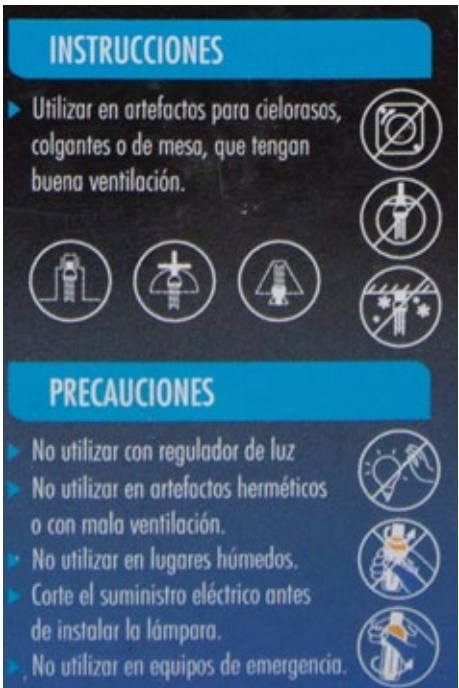 INSTRUCCIONES
Utilizar en artefactos para cielorasos,
colgantes o de mesa, que tengan
buena ventilación.
PRECAUCIONES
No utilizar con regulador de luz
No utilizar en artefactos herméticos
o con mala ventilación.
No utilizar en lugares húmedos.
Corte el suministro eléctrico antes
de instalar la lámpara.
No utilizar en equipos de emergencia.